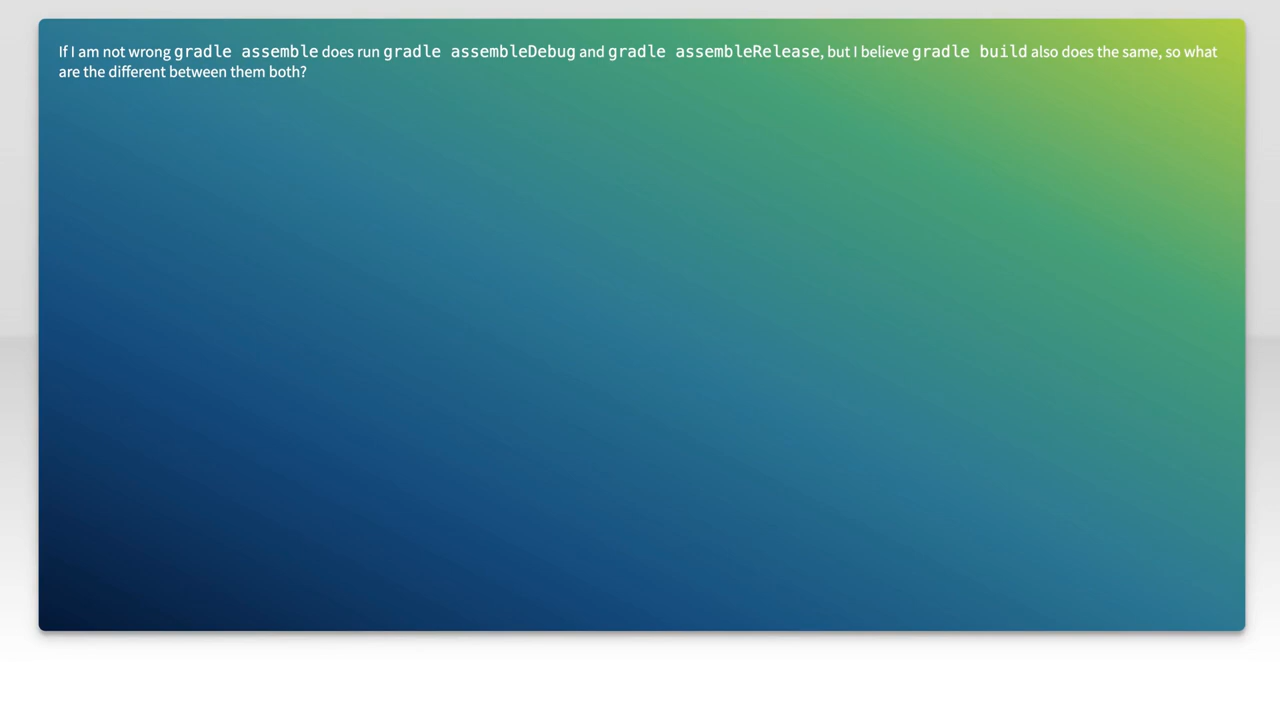 If I am not wrong gradle assemble does run gradle assembleDebug and gradle assembleRelease, but I believe gradle build also does the same, so what
are the different between them both?